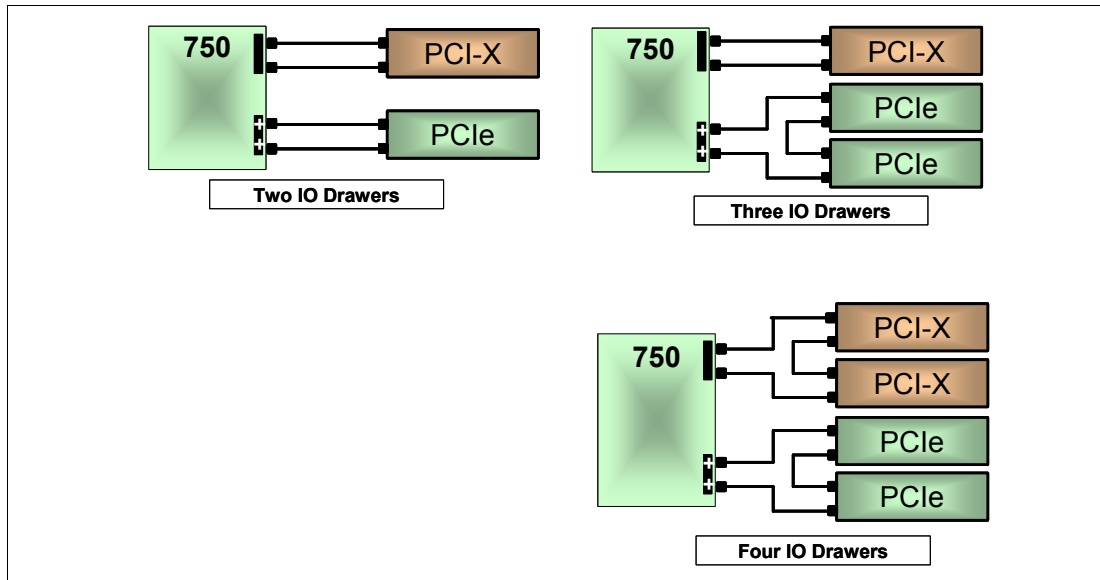 750
PCI-X
PCIe
Two IO Drawers
750
PCI-X
PCIe
PCIe
Three IO Drawers
750
PCI-X
PCI-X
PCIe
PCIe
Four IO Drawers